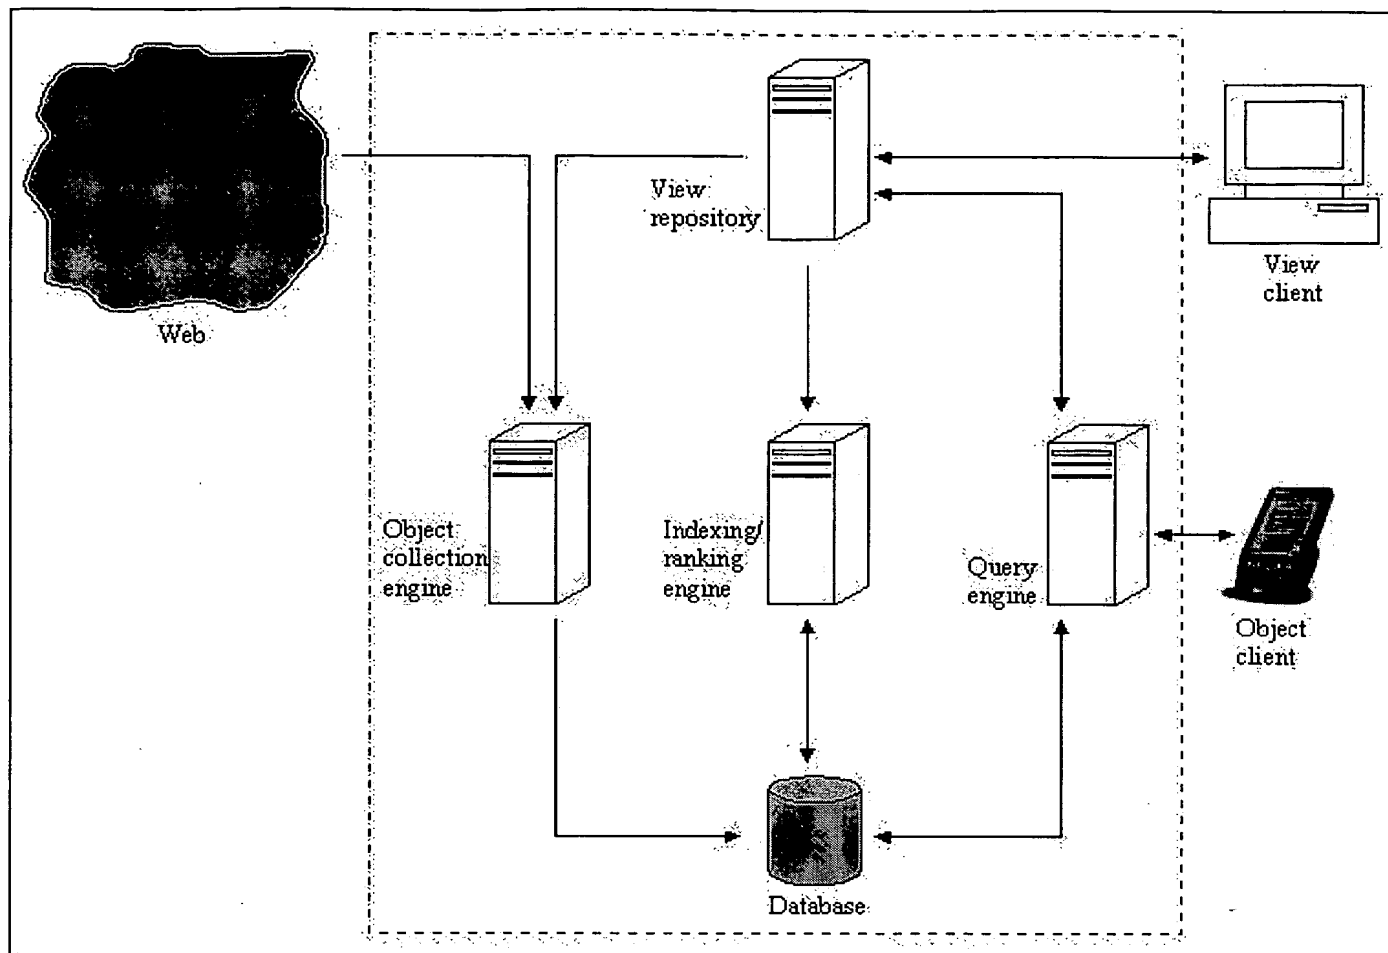 View
repository
View
client
Web
Object
collection
engine
Indexing/
ranking
engine
Query
engine
Object
client
Database